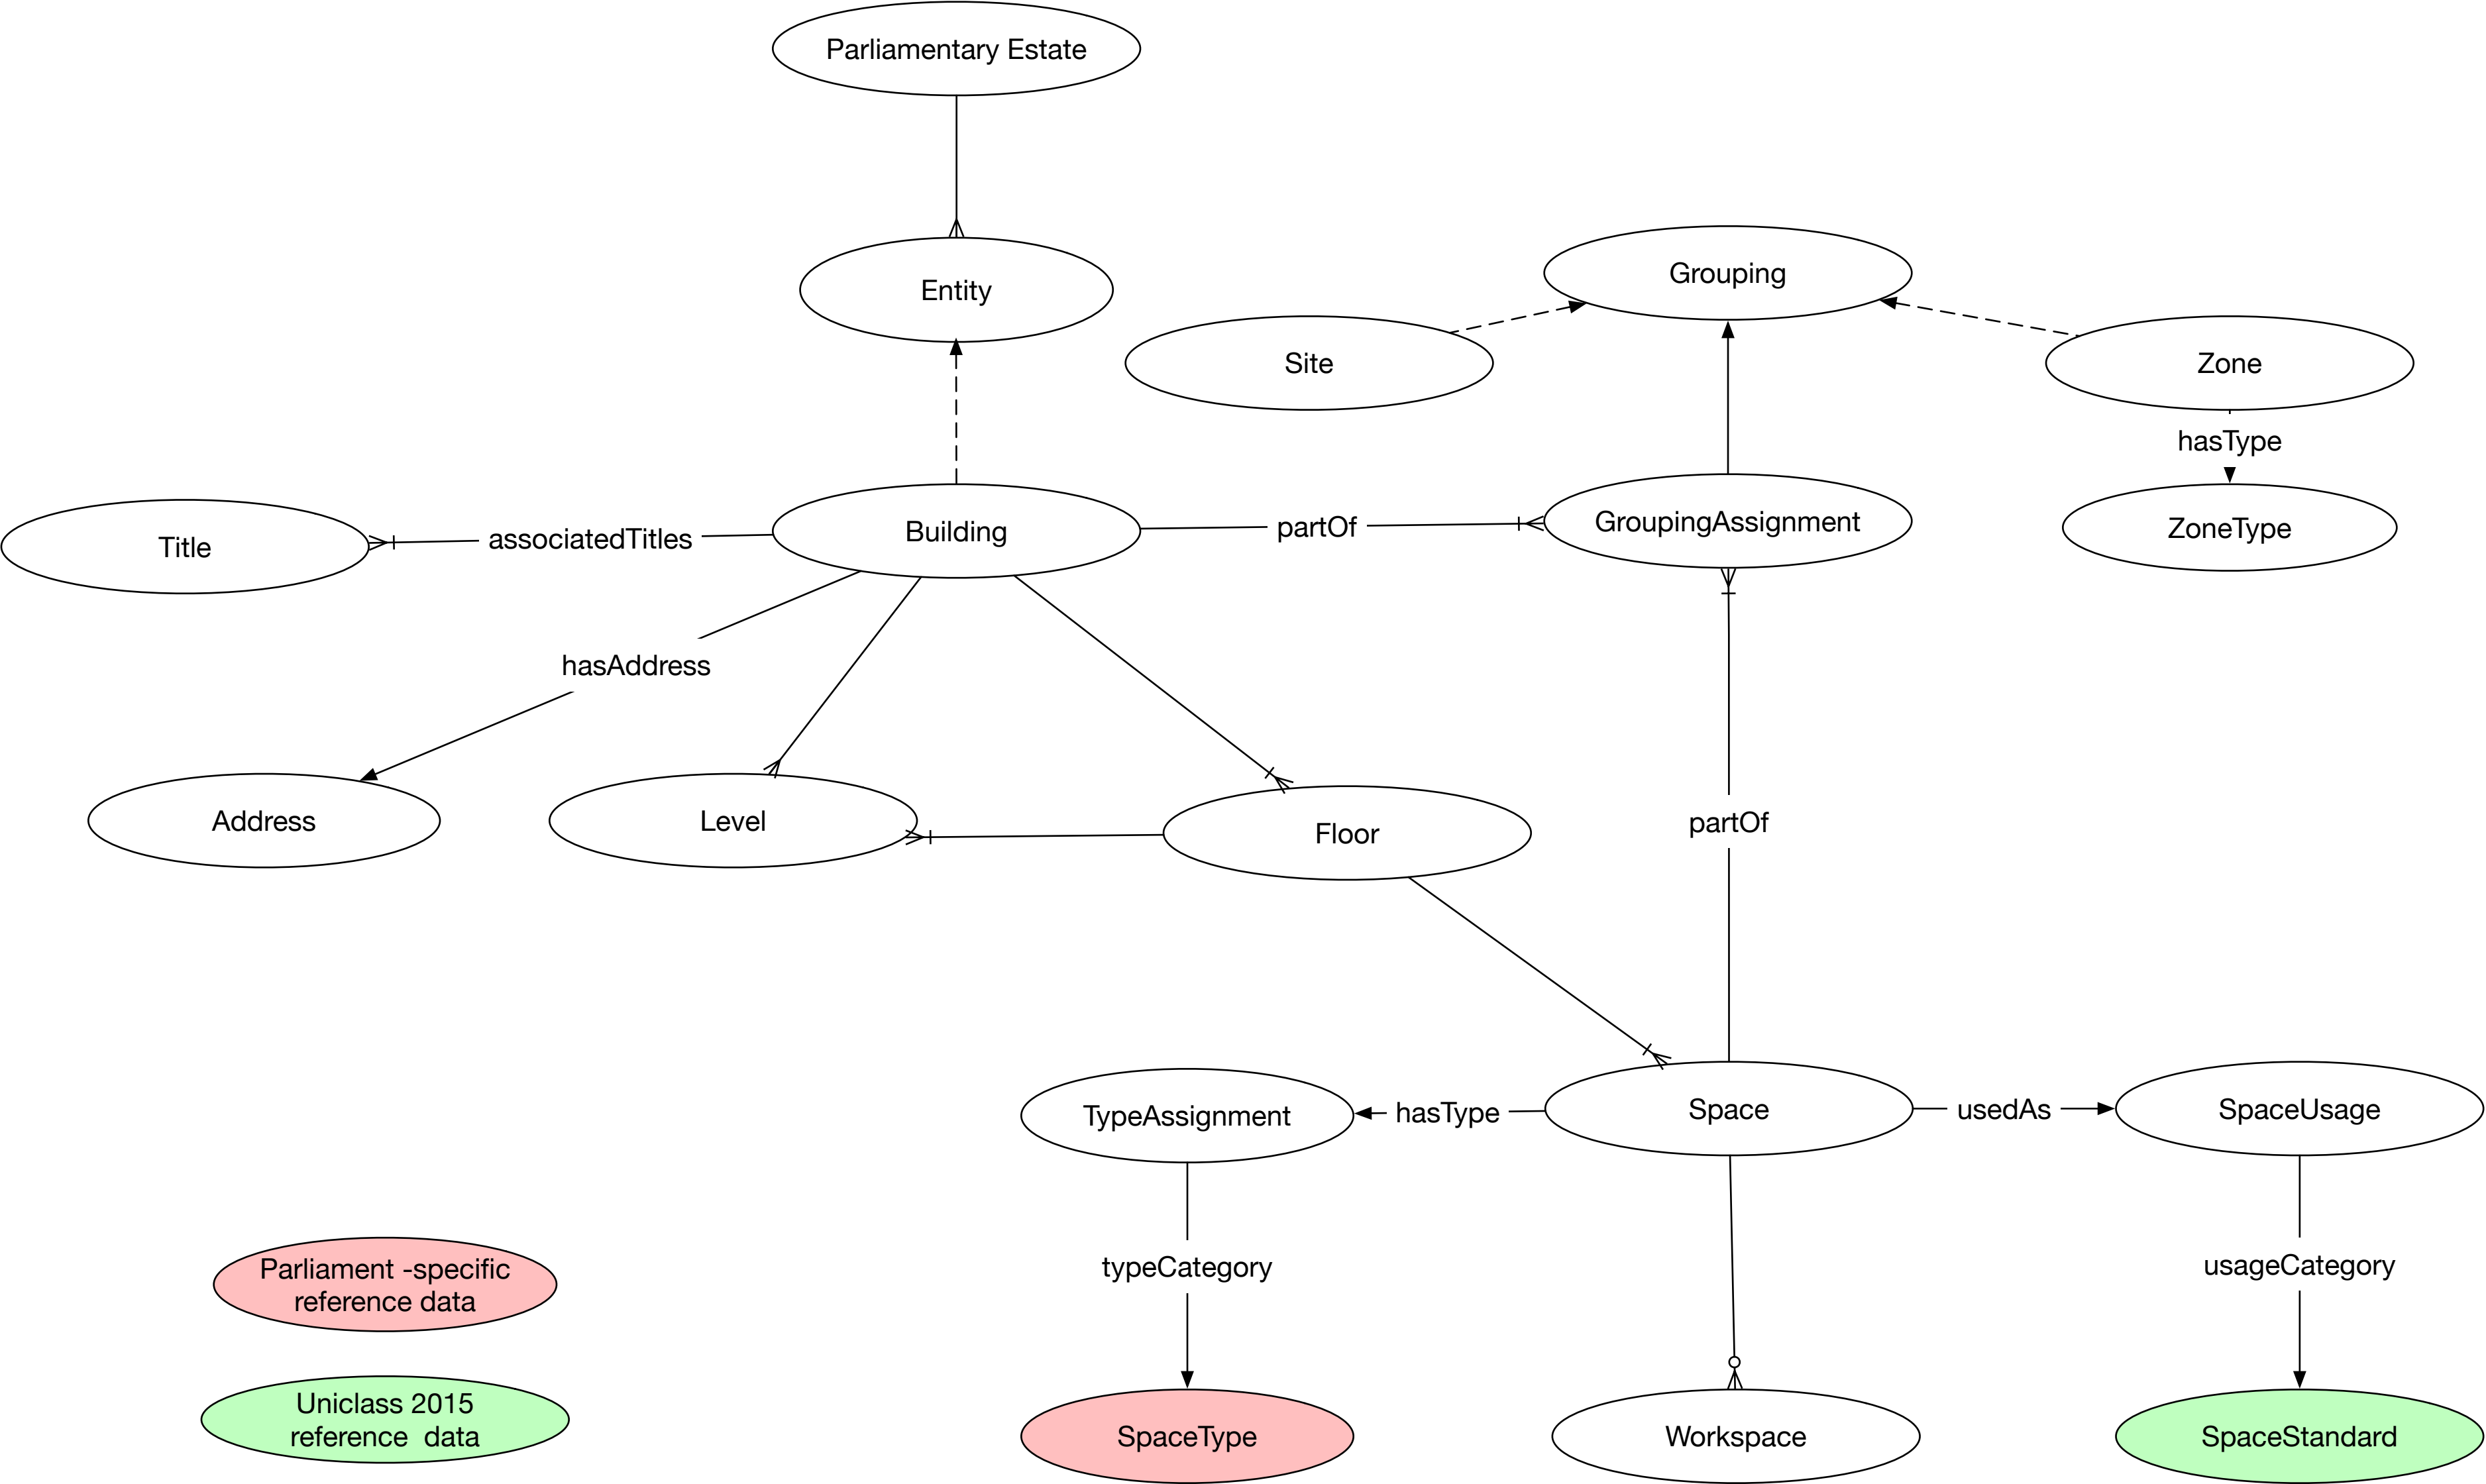 Parliamentary Estate
Entity
Grouping
Site
Zone
hasType
ZoneType
Title
associatedTitles
Building
partOf
GroupingAssignment
hasAddress
Address
Level
Floor
partOf
TypeAssignment
hasType
Space
usedAs
SpaceUsage
typeCategory
usageCategory
Parliament -specific
reference data
Uniclass 2015
reference  data
SpaceType
Workspace
SpaceStandard